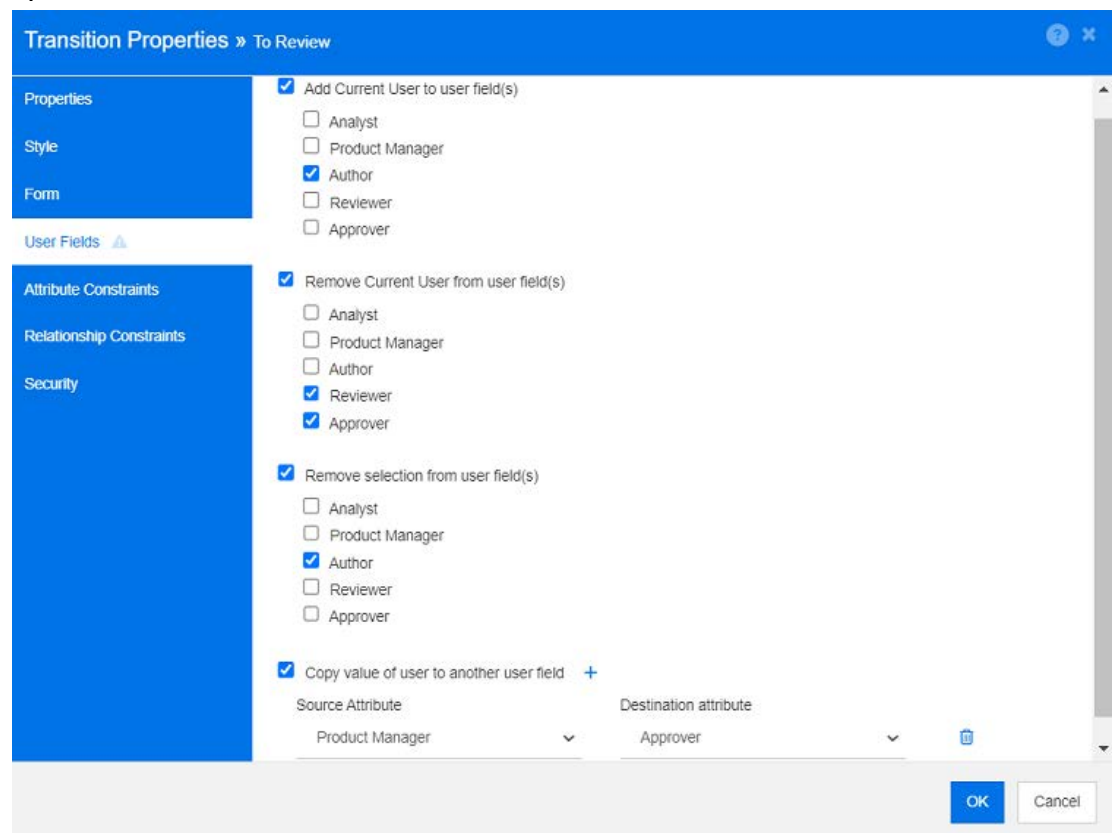 Transition Properties » To Review
Properties
Style
Form
User Fields
Attribute Constraints
Relationship Constraints
Security
Add Current User to user field(s)
Analyst
Product Manager
Author
Reviewer
Approver
Remove Current User from user field(s)
Analyst
Product Manager
Author
Reviewer
Approver
Remove selection from user field(s)
Analyst
Product Manager
Author
Reviewer
Approver
Copy value of user to another user field +
Source Attribute Destination attribute
Product Manager Approver
OK Cancel